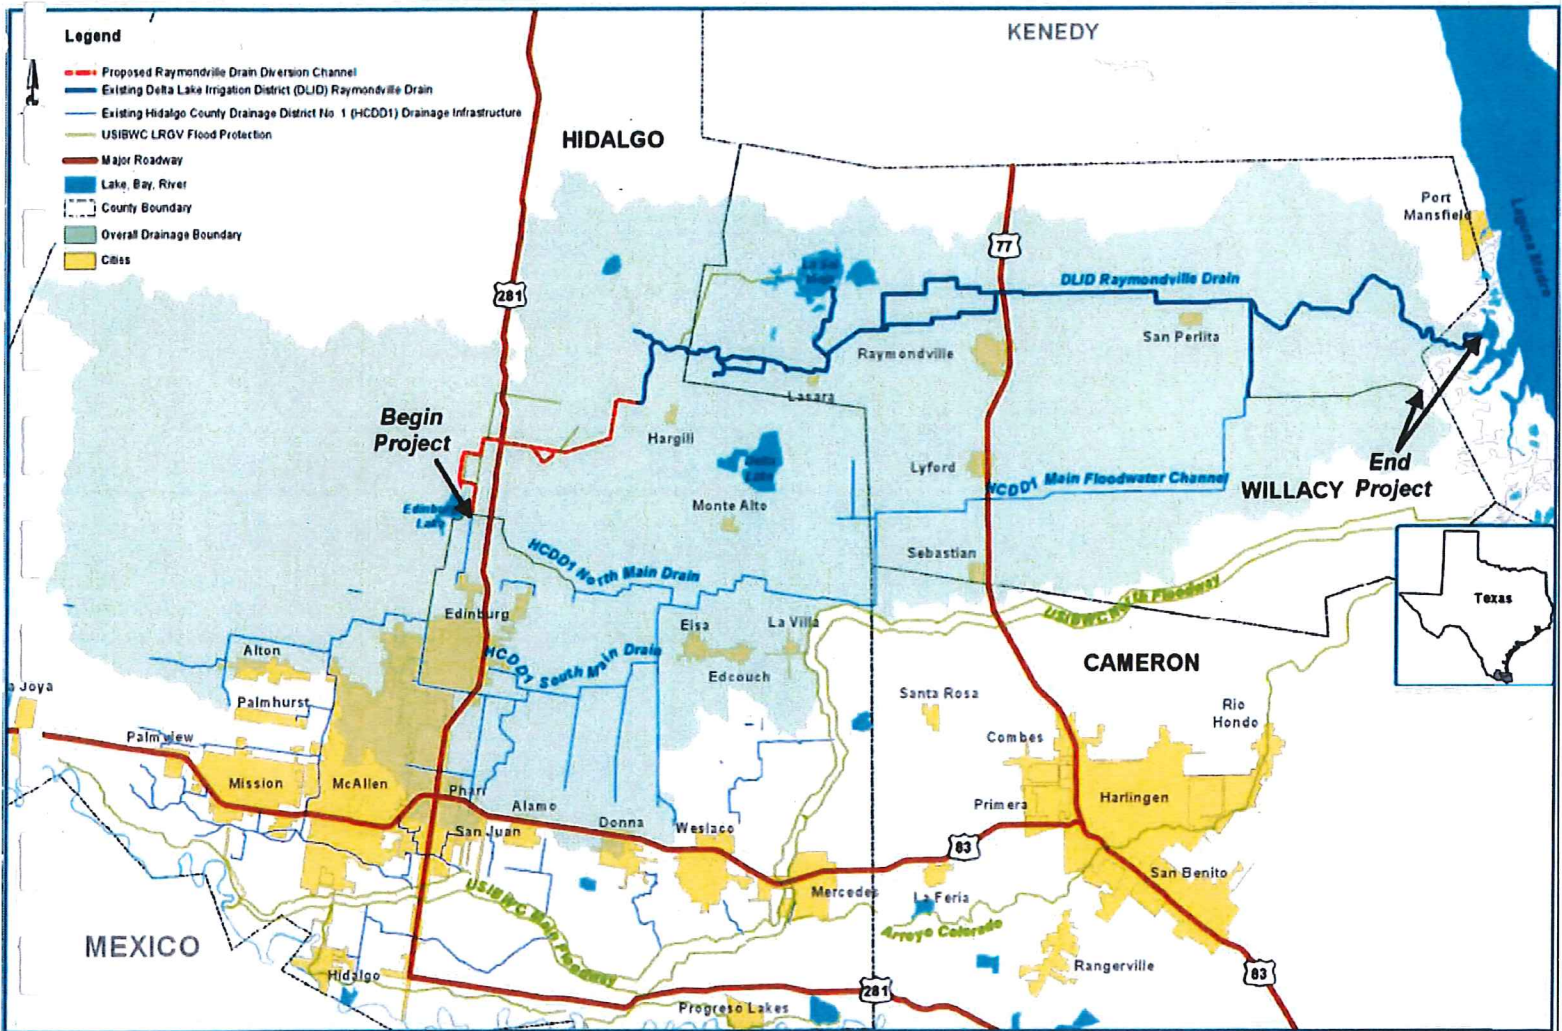 Legend
Proposed Raymondville Drain Diversion Channel
Existing Delta Lake Irrigation District (DLID) Raymondville Drain
Existing Hidalgo County Drainage District No. 1 (HCDD1) Drainage Infrastructure
USIBWC LRGV Flood Protection
Major Roadway
Lake, Bay, River
County Boundary
Overall Drainage Boundary
Cities
KENEDY
HIDALGO
Port
Mansfield
Laguna Madre
77
281
DLID Raymondville Drain
San Perlita
Raymondville
Lasara
Begin
Project
Hargill
Delta
Lake
Lyford
HCDD1 Main Floodwater Channel
WILLACY
End
Project
Monte Alto
Edinburg
Lake
Sebastian
HCDD1 North Main Drain
USIBWC North Floodway
Texas
Edinburg
Elsa
La Villa
HCDD1 South Main Drain
Edcouch
Alton
CAMERON
a Joya
Palmhurst
Santa Rosa
Rio
Hondo
Palmview
Combes
Mission
McAllen
Pharr
Alamo
Primera
Harlingen
San Juan
Donna
Weslaco
83
San Benito
Mercedes
La Feria
USIBWC Main Floodway
Arroyo Colorado
MEXICO
Hidalgo
Rangerville
83
281
Progreso Lakes